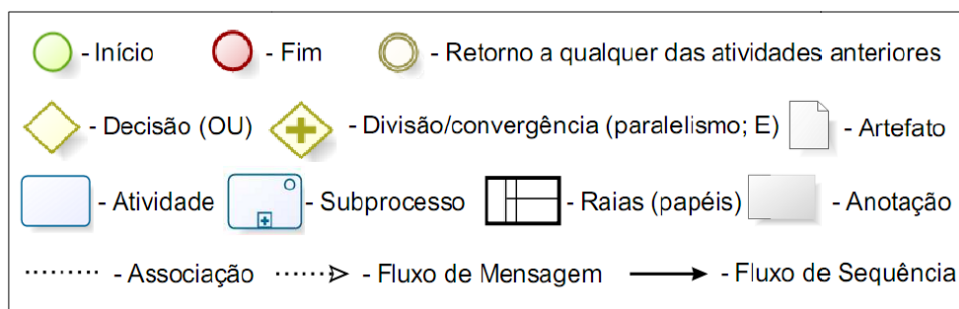 - Início - Fim - Retorno a qualquer das atividades anteriores
- Decisão (OU) - Divisão/convergência (paralelismo; E) - Artefato
- Atividade - Subprocesso - Raias (papéis) - Anotação
- Associação - Fluxo de Mensagem - Fluxo de Sequência